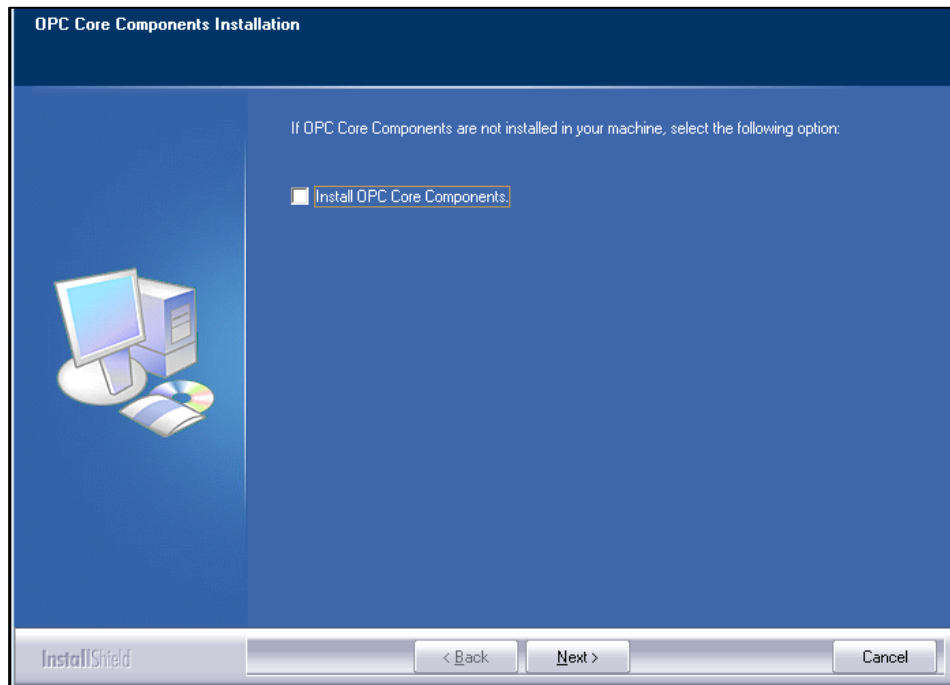 OPC Core Components Installation
If OPC Core Components are not installed in your machine, select the following option:
Install OPC Core Components.
InstallShield
< Back
Next >
Cancel